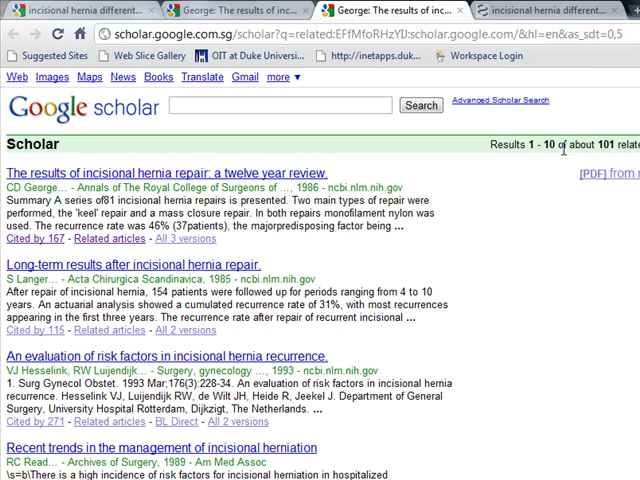 incisional hernia different...
George: The results of inc...
George: The results of inc...
incisional hernia different...
scholar.google.com.sg/scholar?q=related:EFfMfoRHzYIJ:scholar.google.com/&hl=en&as_sdt=0,5
Suggested Sites
Web Slice Gallery
OIT at Duke Universi...
http://inetapps.duk...
Workspace Login
Web Images Maps News Books Translate Gmail more ▼
Google scholar
Search
Advanced Scholar Search
Scholar
Results 1 - 10 of about 101 relate
The results of incisional hernia repair: a twelve year review.
[PDF] from n
CD George... - Annals of The Royal College of Surgeons of ..., 1986 - ncbi.nlm.nih.gov
Summary A series of81 incisional hernia repairs is presented. Two main types of repair were
performed, the 'keel' repair and a mass closure repair. In both repairs monofilament nylon was
used. The recurrence rate was 46% (37patients), the majorpredisposing factor being ...
Cited by 167 - Related articles - All 3 versions
Long-term results after incisional hernia repair.
S Langer... - Acta Chirurgica Scandinavica, 1985 - ncbi.nlm.nih.gov
After repair of incisional hernia, 154 patients were followed up for periods ranging from 4 to 10
years. An actuarial analysis showed a cumulated recurrence rate of 31%, with most recurrences
appearing in the first three years. The recurrence rate after repair of recurrent incisional ...
Cited by 115 - Related articles - All 2 versions
An evaluation of risk factors in incisional hernia recurrence.
VJ Hesselink, RW Luijendijk... - Surgery, gynecology ..., 1993 - ncbi.nlm.nih.gov
1. Surg Gynecol Obstet. 1993 Mar;176(3):228-34. An evaluation of risk factors in incisional hernia
recurrence. Hesselink VJ, Luijendijk RW, de Wilt JH, Heide R, Jeekel J. Department of General
Surgery, University Hospital Rotterdam, Dijkzigt, The Netherlands. ...
Cited by 271 - Related articles - BL Direct - All 2 versions
Recent trends in the management of incisional herniation
RC Read... - Archives of Surgery, 1989 - Am Med Assoc
\s=b\There is a high incidence of risk factors for incisional herniation in hospitalized